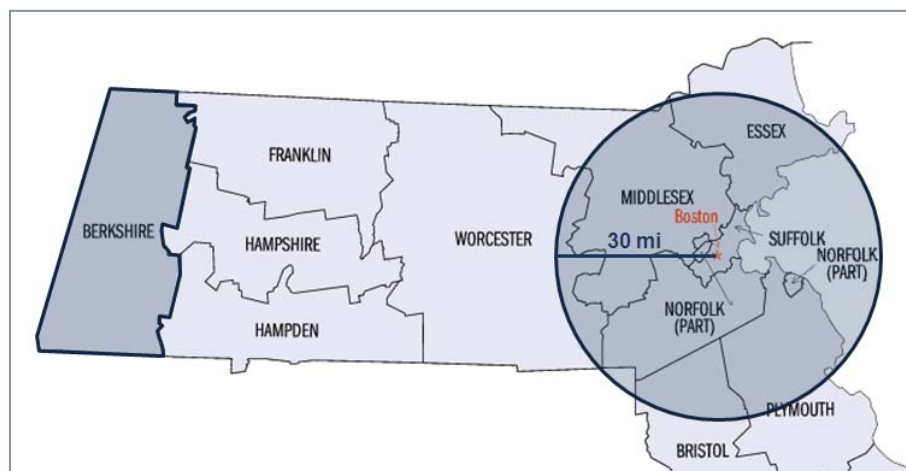 ESSEX
FRANKLIN
MIDDLESEX
Boston
BERKSHIRE
HAMPSHIRE
WORCESTER
30 mi
SUFFOLK
NORFOLK
(PART)
NORFOLK
(PART)
HAMPDEN
PLYMOUTH
BRISTOL